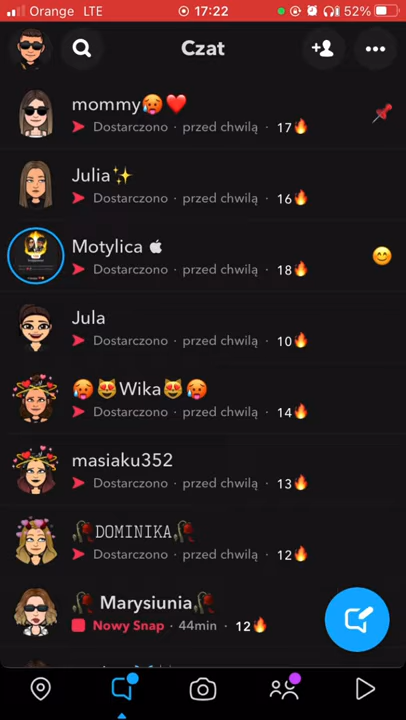 Orange LTE 17:22 52%
Czat
mommy🥵❤️
Dostarczono · przed chwilą · 17🔥
Julia✨
Dostarczono · przed chwilą · 16🔥
Motylica
Dostarczono · przed chwilą · 18🔥
Jula
Dostarczono · przed chwilą · 10🔥
🥵😻Wika😻🥵
Dostarczono · przed chwilą · 14🔥
masiaku352
Dostarczono · przed chwilą · 13🔥
🥀DOMINIKA🥀
Dostarczono · przed chwilą · 12🔥
🥀 Marysiunia🥀
Nowy Snap · 44min · 12🔥